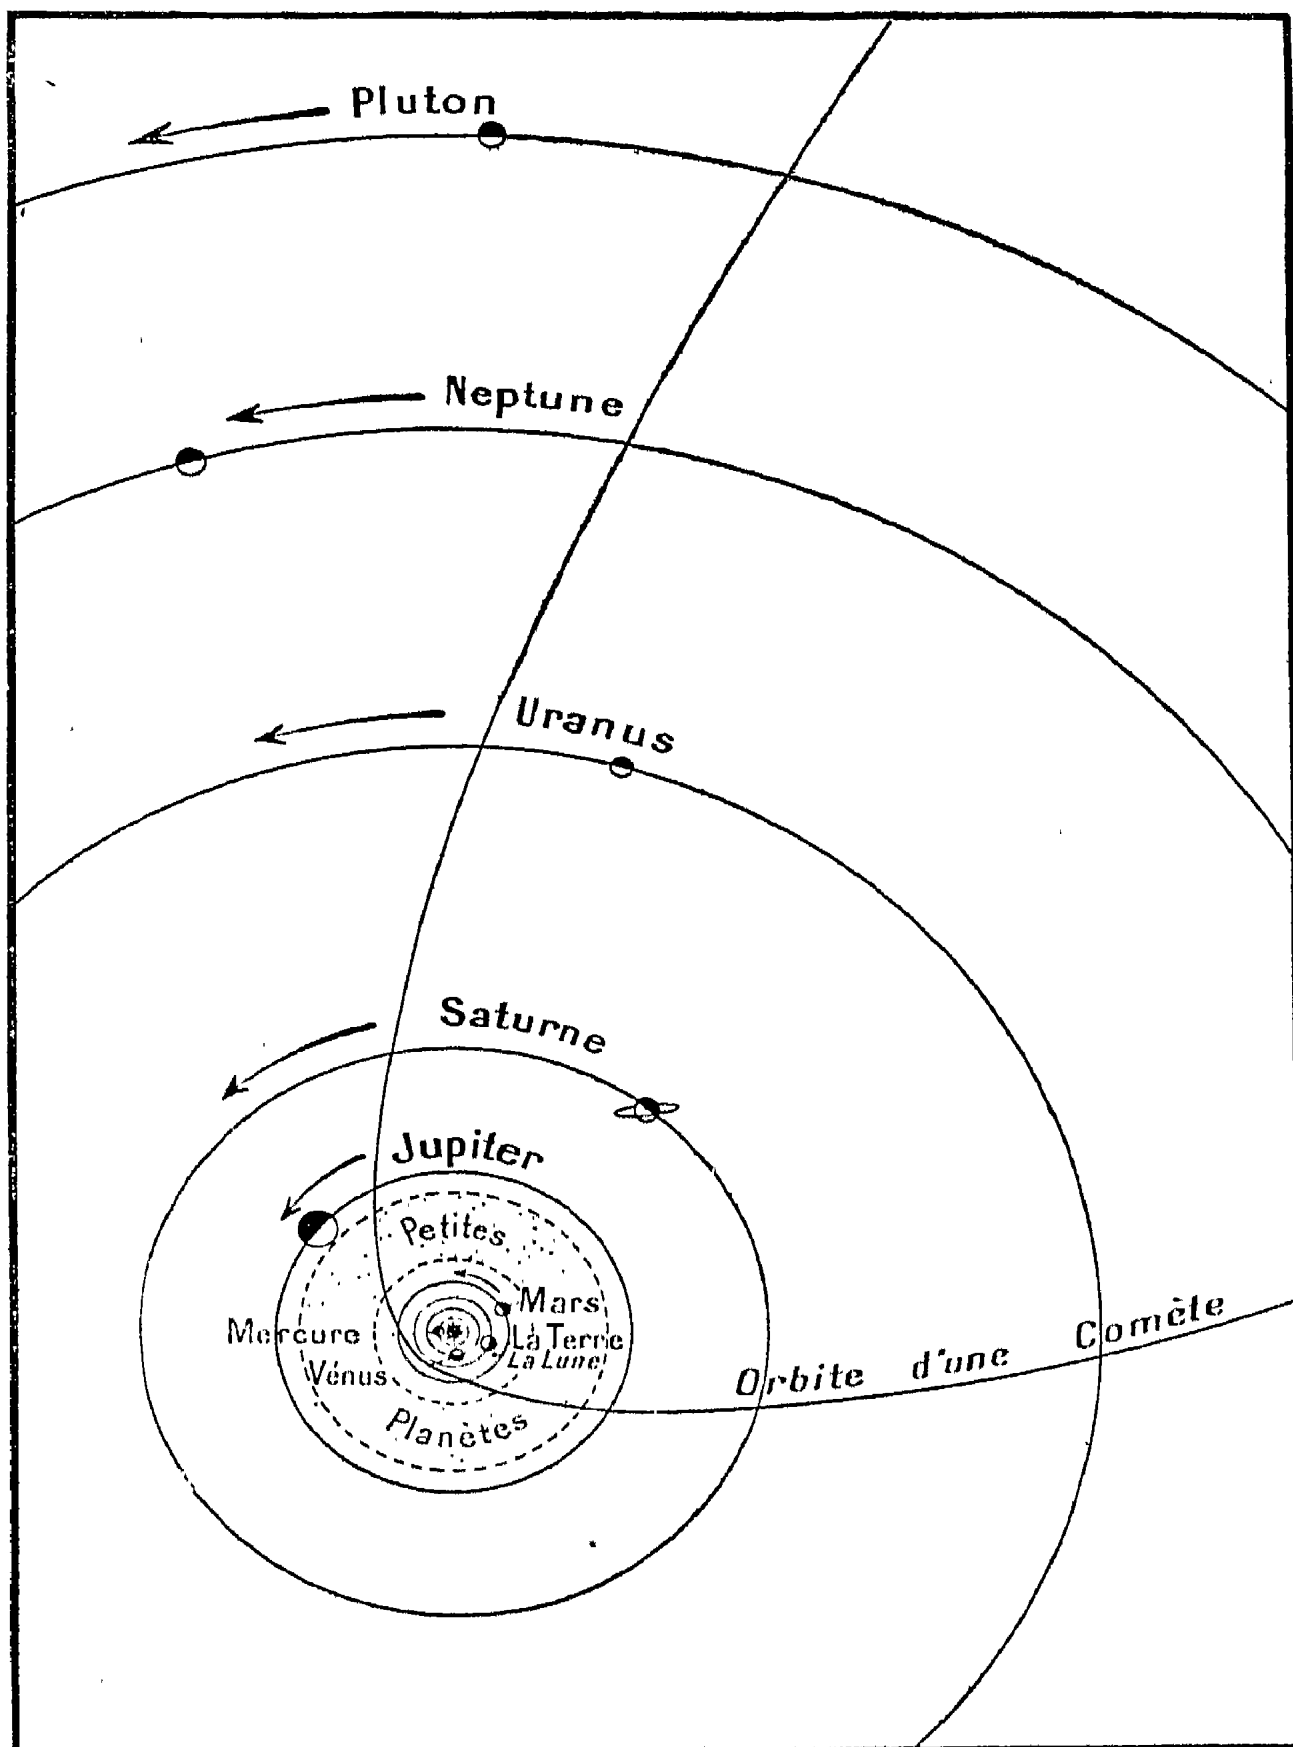 Pluton
Neptune
Uranus
Saturne
Jupiter
Petites
Mars
Mercure
La Terre
La Lune
Vénus
Orbite d'une Comète
Planètes